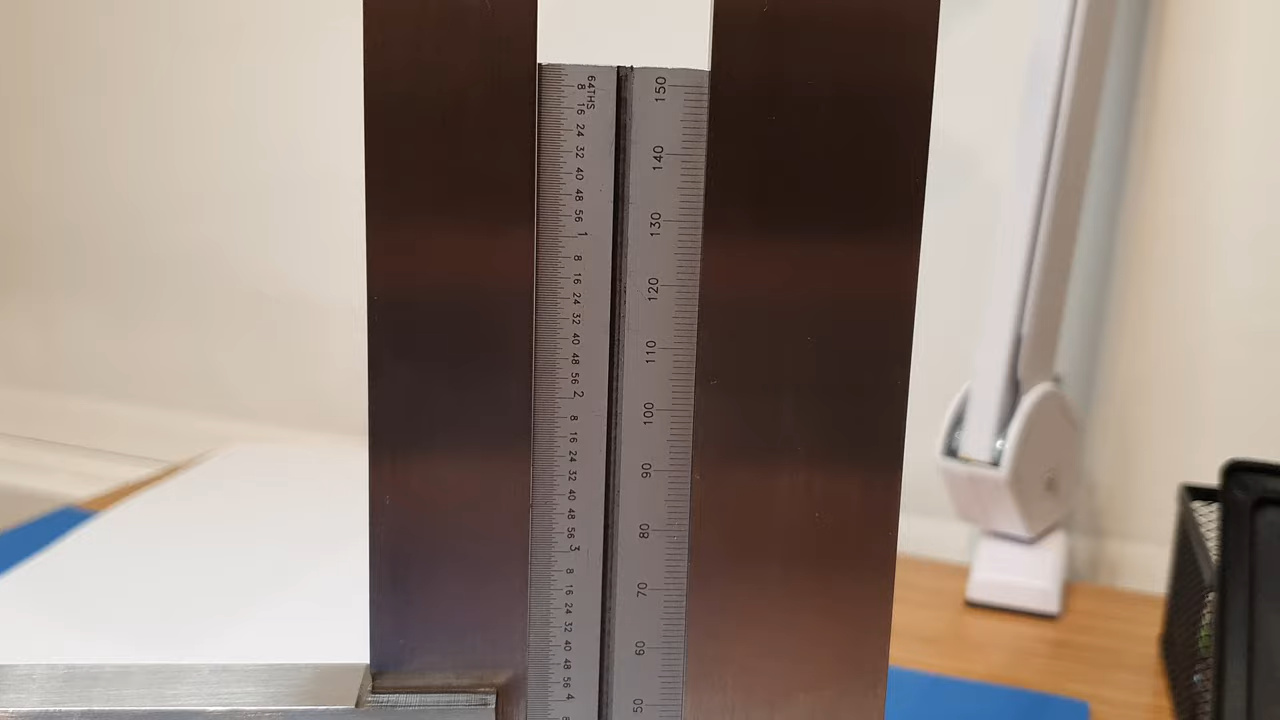 64THS
8 16 24 32 40 48 56 1
8 16 24 32 40 48 56 2
8 16 24 32 40 48 56 3
8 16 24 32 40 48 56 4
150 140 130 120 110 100 90 80 70 60 50